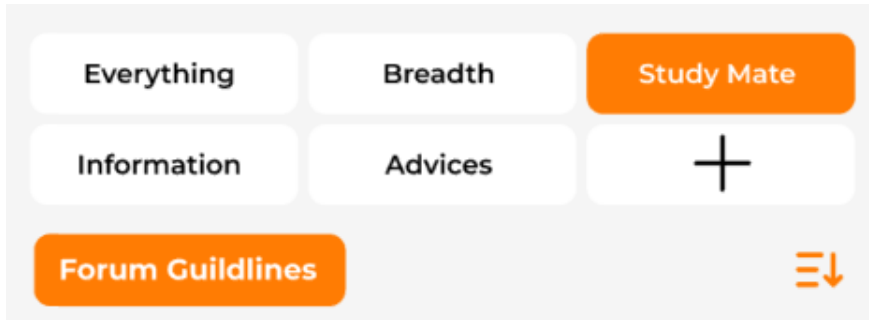 Everything Breadth Study Mate
Information Advices
Forum Guildlines